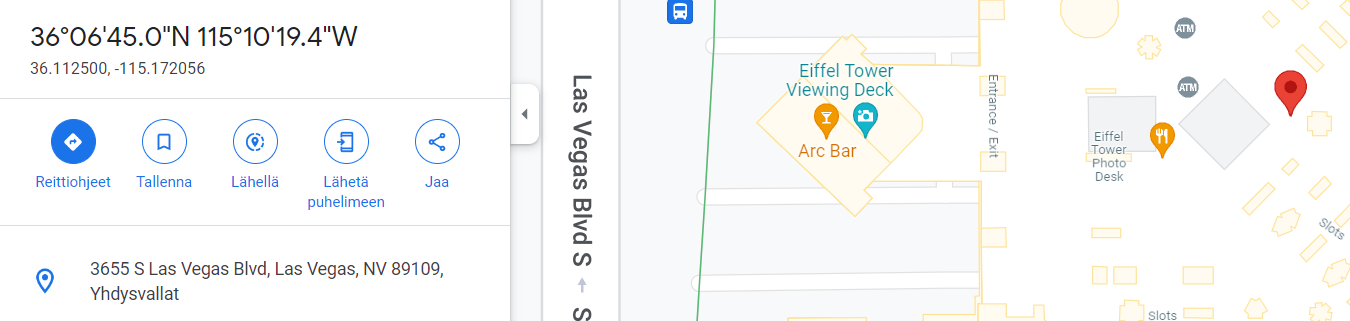 36°06'45.0"N 115°10'19.4"W
36.112500, -115.172056
Reittiohjeet
Tallenna
Lähellä
Lähetä
puhelimeen
Jaa
3655 S Las Vegas Blvd, Las Vegas, NV 89109,
Yhdysvallat
Las Vegas Blvd S
S
Eiffel Tower
Viewing Deck
Arc Bar
Entrance / Exit
ATM
ATM
Eiffel
Tower
Photo
Desk
Slots
Slots